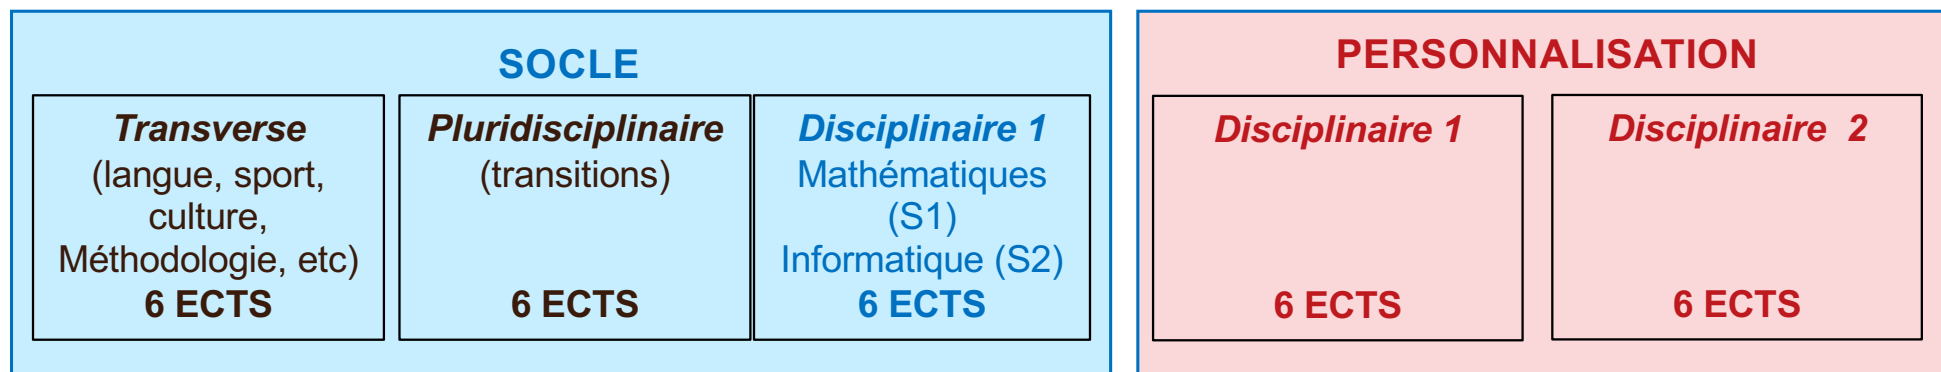 SOCLE
Transverse
(langue, sport,
culture,
Méthodologie, etc)
6 ECTS
Pluridisciplinaire
(transitions)
6 ECTS
Disciplinaire 1
Mathématiques
(S1)
Informatique (S2)
6 ECTS
PERSONNALISATION
Disciplinaire 1
6 ECTS
Disciplinaire 2
6 ECTS